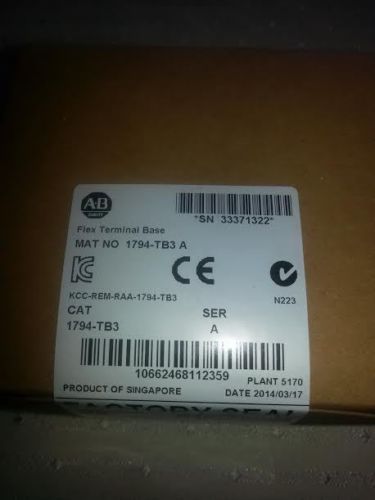 A-B
*SN 33371322*
Flex Terminal Base
MAT NO 1794-TB3 A
CE
N223
KCC-REM-RAA-1794-TB3
CAT SER
1794-TB3 A
10662468112359
PLANT 5170
PRODUCT OF SINGAPORE DATE 2014/03/17
FACTORY SEAL